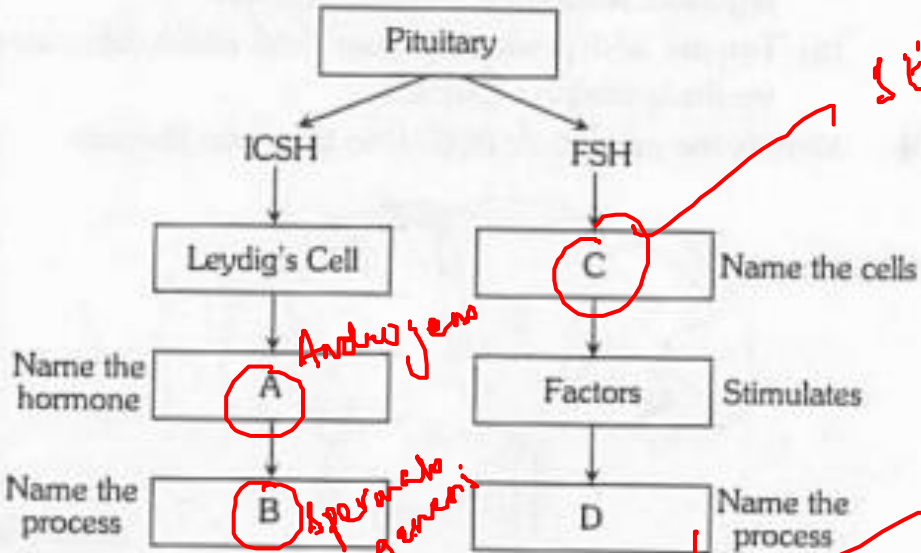 Pituitary
ICSH
FSH
Leydig's Cell
C
Name the cells
Androgens
Name the
hormone
A
Factors
Stimulates
Name the
process
B
D
Name the
process